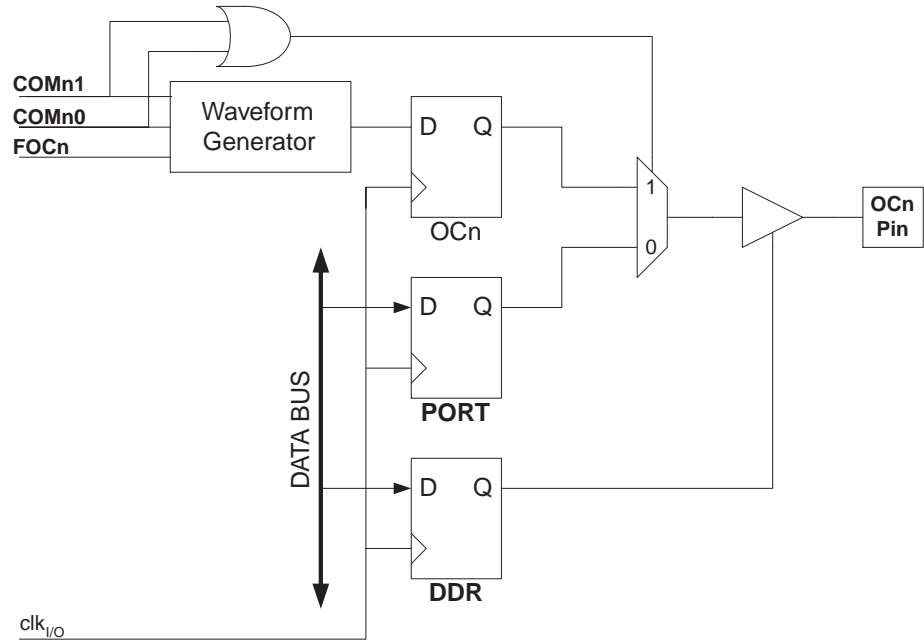 COMn1
COMn0
FOCn
Waveform
Generator
D Q
OCn
1
0
OCn
Pin
D Q
PORT
DATA BUS
D Q
DDR
clkI/O